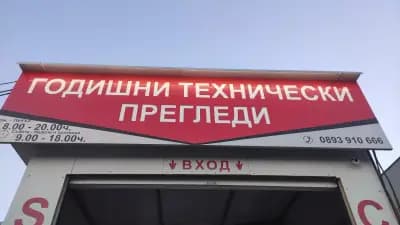 ГОДИШНИ ТЕХНИЧЕСКИ
ПРЕГЛЕДИ
8.00 - 20.00ч.
9.00 - 18.00ч.
0893 910 666
ВХОД
S
C